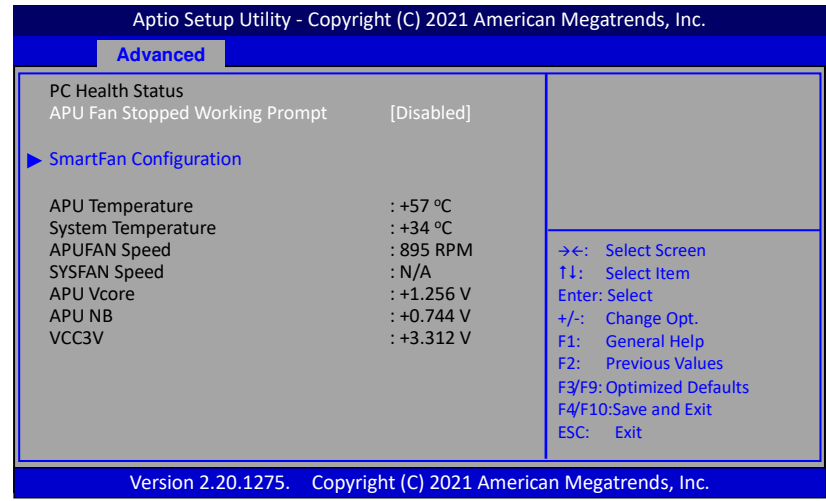 Aptio Setup Utility - Copyright (C) 2021 American Megatrends, Inc.
Advanced
PC Health Status
APU Fan Stopped Working Prompt [Disabled]
▶ SmartFan Configuration
APU Temperature : +57 ºC
System Temperature : +34 ºC
APUFAN Speed : 895 RPM
SYSFAN Speed : N/A
APU Vcore : +1.256 V
APU NB : +0.744 V
VCC3V : +3.312 V
→←: Select Screen
↑↓: Select Item
Enter: Select
+/-: Change Opt.
F1: General Help
F2: Previous Values
F3/F9: Optimized Defaults
F4/F10:Save and Exit
ESC: Exit
Version 2.20.1275. Copyright (C) 2021 American Megatrends, Inc.